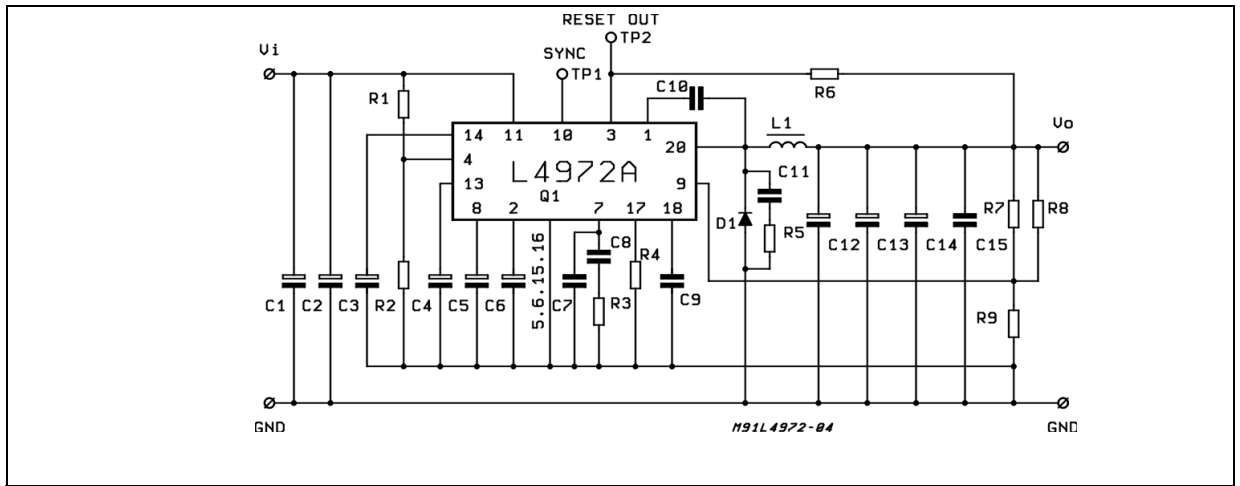 RESET OUT
TP2
SYNC
TP1
Vi
C10
R6
R1
L1
Vo
14 11 10 3 1
20
4
L4972A
13
Q1
9
8 2 7 17 18
C11
D1
R5
R7 R8
C12 C13 C14 C15
5.6.15.16
C8
R4
C1 C2 C3 R2 C4 C5 C6 C7 R3 C9
R9
GND
M91L4972-04
GND